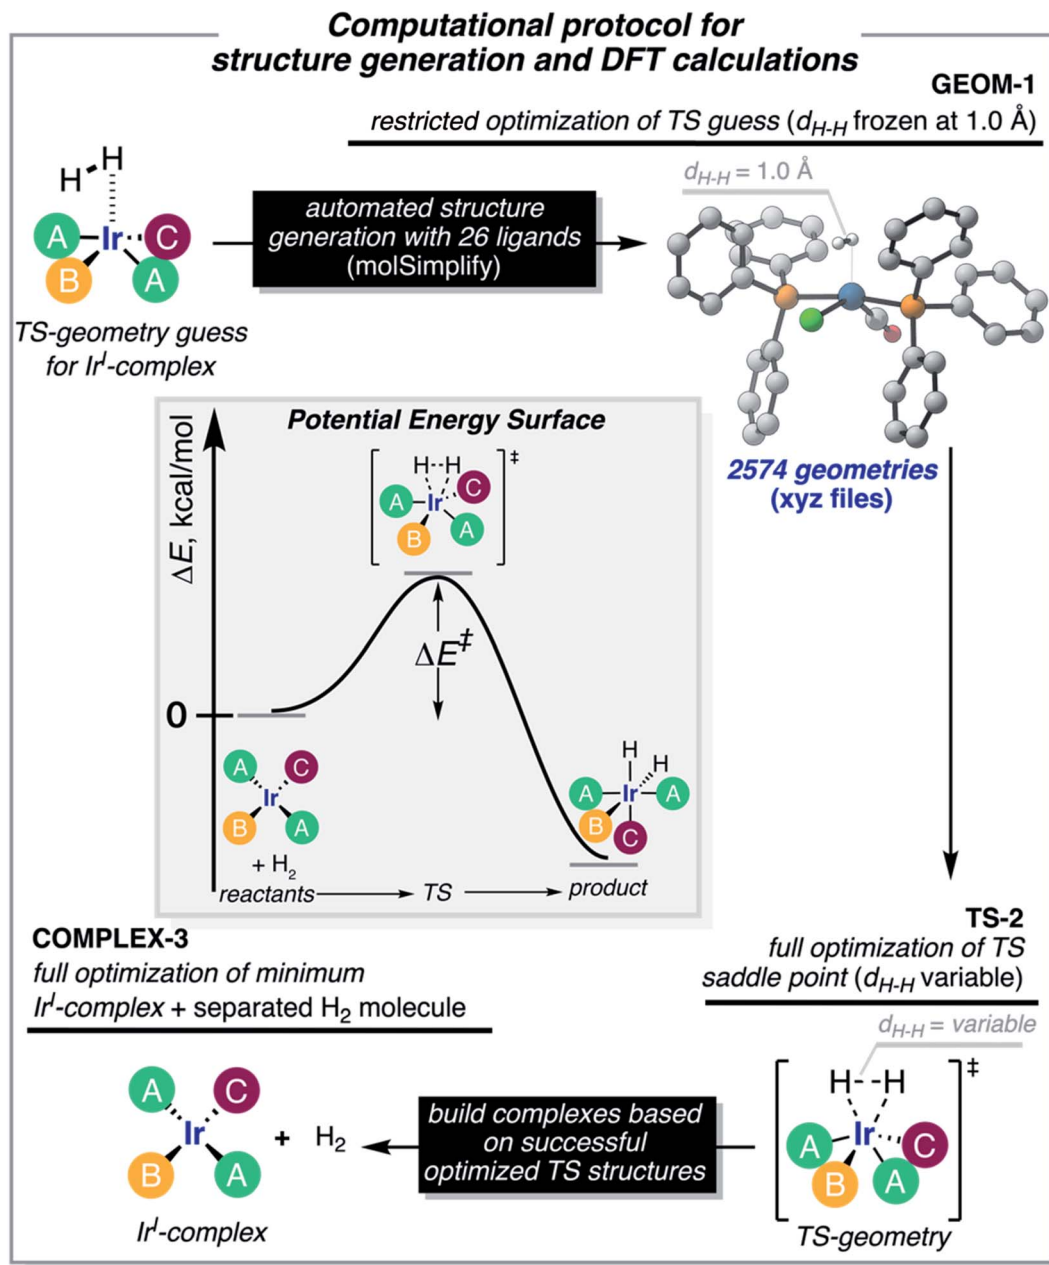 Computational protocol for
structure generation and DFT calculations
GEOM-1
restricted optimization of TS guess (dH-H frozen at 1.0 Å)
H
H
A
Ir
C
B
A
TS-geometry guess
for IrI-complex
automated structure
generation with 26 ligands
(molSimplify)
dH-H = 1.0 Å
2574 geometries
(xyz files)
Potential Energy Surface
ΔE, kcal/mol
H H ‡
A Ir C
B A
ΔE‡
0
A C
Ir
B A
+ H2
H
H
A Ir A
B
C
reactants TS product
TS-2
full optimization of TS
saddle point (dH-H variable)
dH-H = variable
H H ‡
A Ir C
B A
TS-geometry
build complexes based
on successful
optimized TS structures
COMPLEX-3
full optimization of minimum
IrI-complex + separated H2 molecule
A C
Ir + H2
B A
IrI-complex